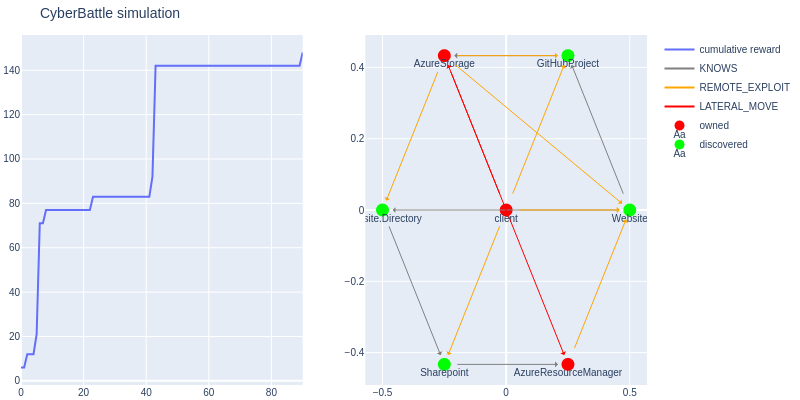 CyberBattle simulation
140
120
100
80
60
40
20
0
0
20
40
60
80
0.4
0.2
0
−0.2
−0.4
−0.5
0
0.5
AzureStorage
GitHubProject
site.Directory
client
Website
Sharepoint
AzureResourceManager
cumulative reward
KNOWS
REMOTE_EXPLOIT
LATERAL_MOVE
Aa owned
Aa discovered